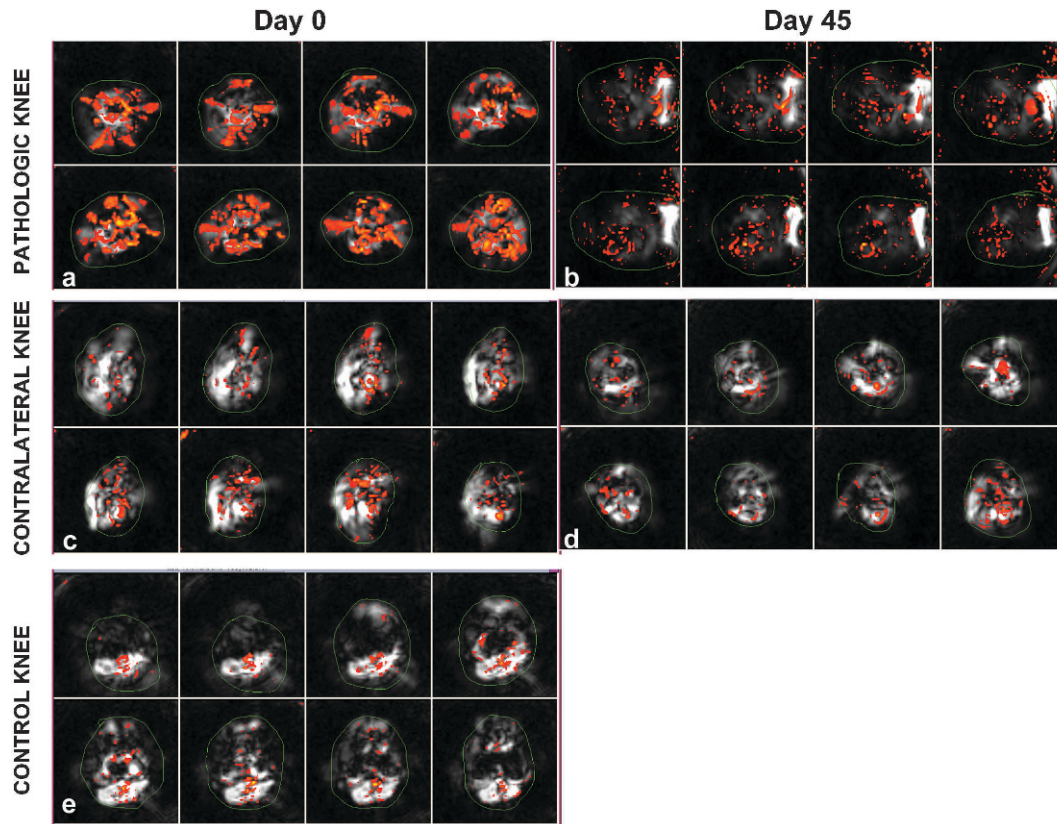 Day 0
Day 45
PATHOLOGIC KNEE
a
b
CONTRALATERAL KNEE
c
d
CONTROL KNEE
e